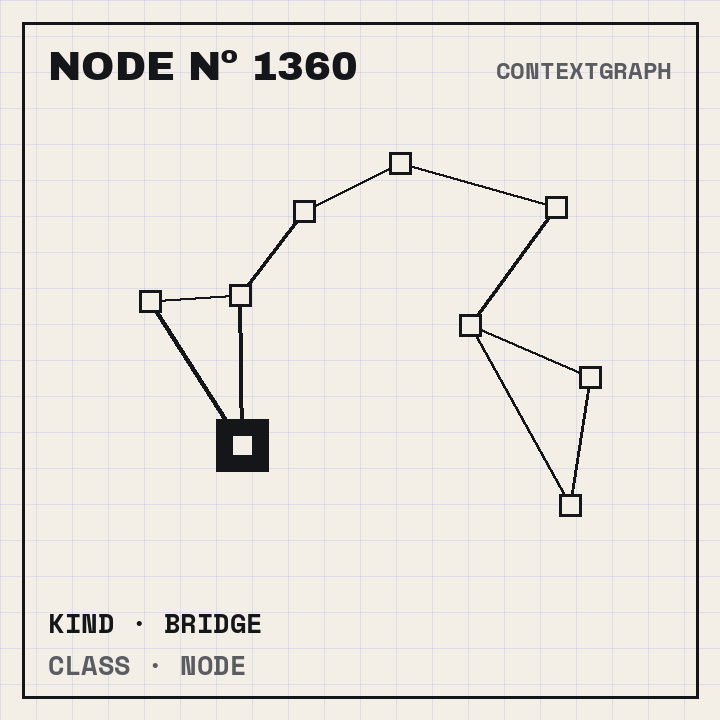 NODE Nº 1360
CONTEXTGRAPH
KIND · BRIDGE
CLASS · NODE